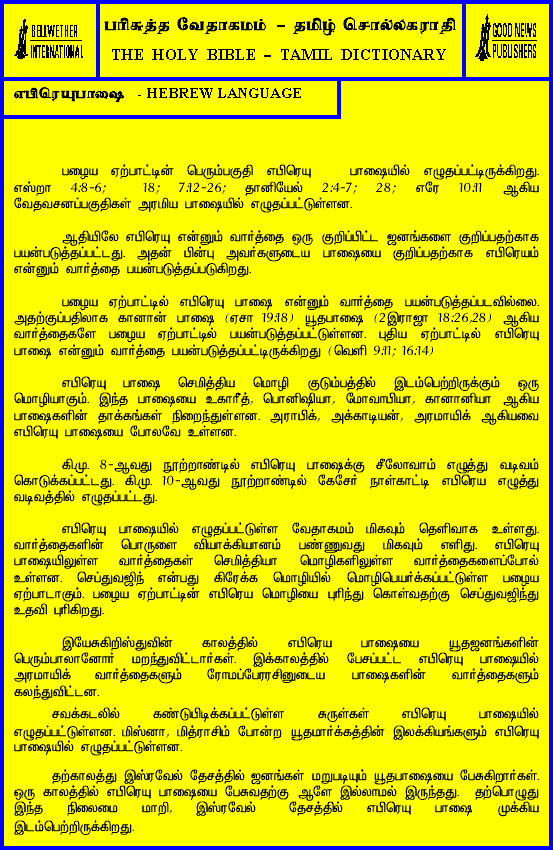 BELLWETHER
INTERNATIONAL
பரிசுத்த வேதாகமம் – தமிழ் சொல்லகராதி
THE HOLY BIBLE – TAMIL DICTIONARY
GOOD NEWS
PUBLISHERS
எபிரெயுபாஷை - HEBREW LANGUAGE
பழைய ஏற்பாட்டின் பெரும்பகுதி எபிரெயு பாஷையில் எழுதப்பட்டிருக்கிறது.
எஸ்றா 4:8-6; 18; 7:12-26; தானியேல் 2:4-7; 28; எரே 10:11 ஆகிய
வேதவசனப்பகுதிகள் அரமிய பாஷையில் எழுதப்பட்டுள்ளன.
ஆதியிலே எபிரெயு என்னும் வார்த்தை ஒரு குறிப்பிட்ட ஜனங்களை குறிப்பதற்காக
பயன்படுத்தப்பட்டது. அதன் பின்பு அவர்களுடைய பாஷையை குறிப்பதற்காக எபிரெயம்
என்னும் வார்த்தை பயன்படுத்தப்படுகிறது.
பழைய ஏற்பாட்டில் எபிரெயு பாஷை என்னும் வார்த்தை பயன்படுத்தப்படவில்லை.
அதற்குப்பதிலாக கானான் பாஷை (ஏசா 19:18) யூதபாஷை (2இராஜா 18:26,28) ஆகிய
வார்த்தைகளே பழைய ஏற்பாட்டில் பயன்படுத்தப்பட்டுள்ளன. புதிய ஏற்பாட்டில் எபிரெயு
பாஷை என்னும் வார்த்தை பயன்படுத்தப்பட்டிருக்கிறது (வெளி 9:11; 16:14)
எபிரெயு பாஷை செமித்திய மொழி குடும்பத்தில் இடம்பெற்றிருக்கும் ஒரு
மொழியாகும். இந்த பாஷையை உகாரீத், பொனிஷியா, மோவாபியா, கானானியா ஆகிய
பாஷைகளின் தாக்கங்கள் நிறைந்துள்ளன. அராபிக், அக்காடியன், அரமாயிக் ஆகியவை
எபிரெயு பாஷையை போலவே உள்ளன.
கி.மு. 8-ஆவது நூற்றாண்டில் எபிரெயு பாஷைக்கு சீலோவாம் எழுத்து வடிவம்
கொடுக்கப்பட்டது. கி.மு. 10-ஆவது நூற்றாண்டில் கேசேர் நாள்காட்டி எபிரெய எழுத்து
வடிவத்தில் எழுதப்பட்டது.
எபிரெயு பாஷையில் எழுதப்பட்டுள்ள வேதாகமம் மிகவும் தெளிவாக உள்ளது.
வார்த்தைகளின் பொருளை வியாக்கியானம் பண்ணுவது மிகவும் எளிது. எபிரெயு
பாஷையிலுள்ள வார்த்தைகள் செமித்தியா மொழிகளிலுள்ள வார்த்தைகளைப்போல்
உள்ளன. செப்துவஜிந் என்பது கிரேக்க மொழியில் மொழிபெயர்க்கப்பட்டுள்ள பழைய
ஏற்பாடாகும். பழைய ஏற்பாட்டின் எபிரெய மொழியை புரிந்து கொள்வதற்கு செப்துவஜிந்து
உதவி புரிகிறது.
இயேசுகிறிஸ்துவின் காலத்தில் எபிரெய பாஷையை யூதஜனங்களின்
பெரும்பாலானோர் மறந்துவிட்டார்கள். இக்காலத்தில் பேசப்பட்ட எபிரெயு பாஷையில்
அரமாயிக் வார்த்தைகளும் ரோமப்பேரரசினுடைய பாஷைகளின் வார்த்தைகளும்
கலந்துவிட்டன.
சவக்கடலில் கண்டுபிடிக்கப்பட்டுள்ள சுருள்கள் எபிரெயு பாஷையில்
எழுதப்பட்டுள்ளன. மிஸ்னா, மித்ராசிம் போன்ற யூதமார்க்கத்தின் இலக்கியங்களும் எபிரெயு
பாஷையில் எழுதப்பட்டுள்ளன.
தற்காலத்து இஸ்ரவேல் தேசத்தில் ஜனங்கள் மறுபடியும் யூதபாஷையை பேசுகிறார்கள்.
ஒரு காலத்தில் எபிரெயு பாஷையை பேசுவதற்கு ஆளே இல்லாமல் இருந்தது. தற்பொழுது
இந்த நிலைமை மாறி, இஸ்ரவேல் தேசத்தில் எபிரெயு பாஷை முக்கிய
இடம்பெற்றிருக்கிறது.